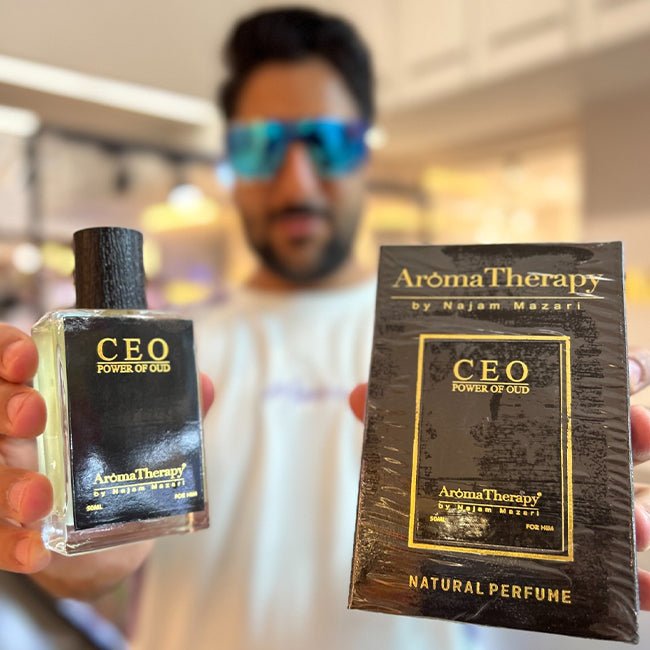 CEO
POWER OF OUD
AromaTherapy
by Najam Mazari
50ML FOR HIM
AromaTherapy
by Najam Mazari
CEO
POWER OF OUD
AromaTherapy
by Najam Mazari
50ML FOR HIM
NATURAL PERFUME